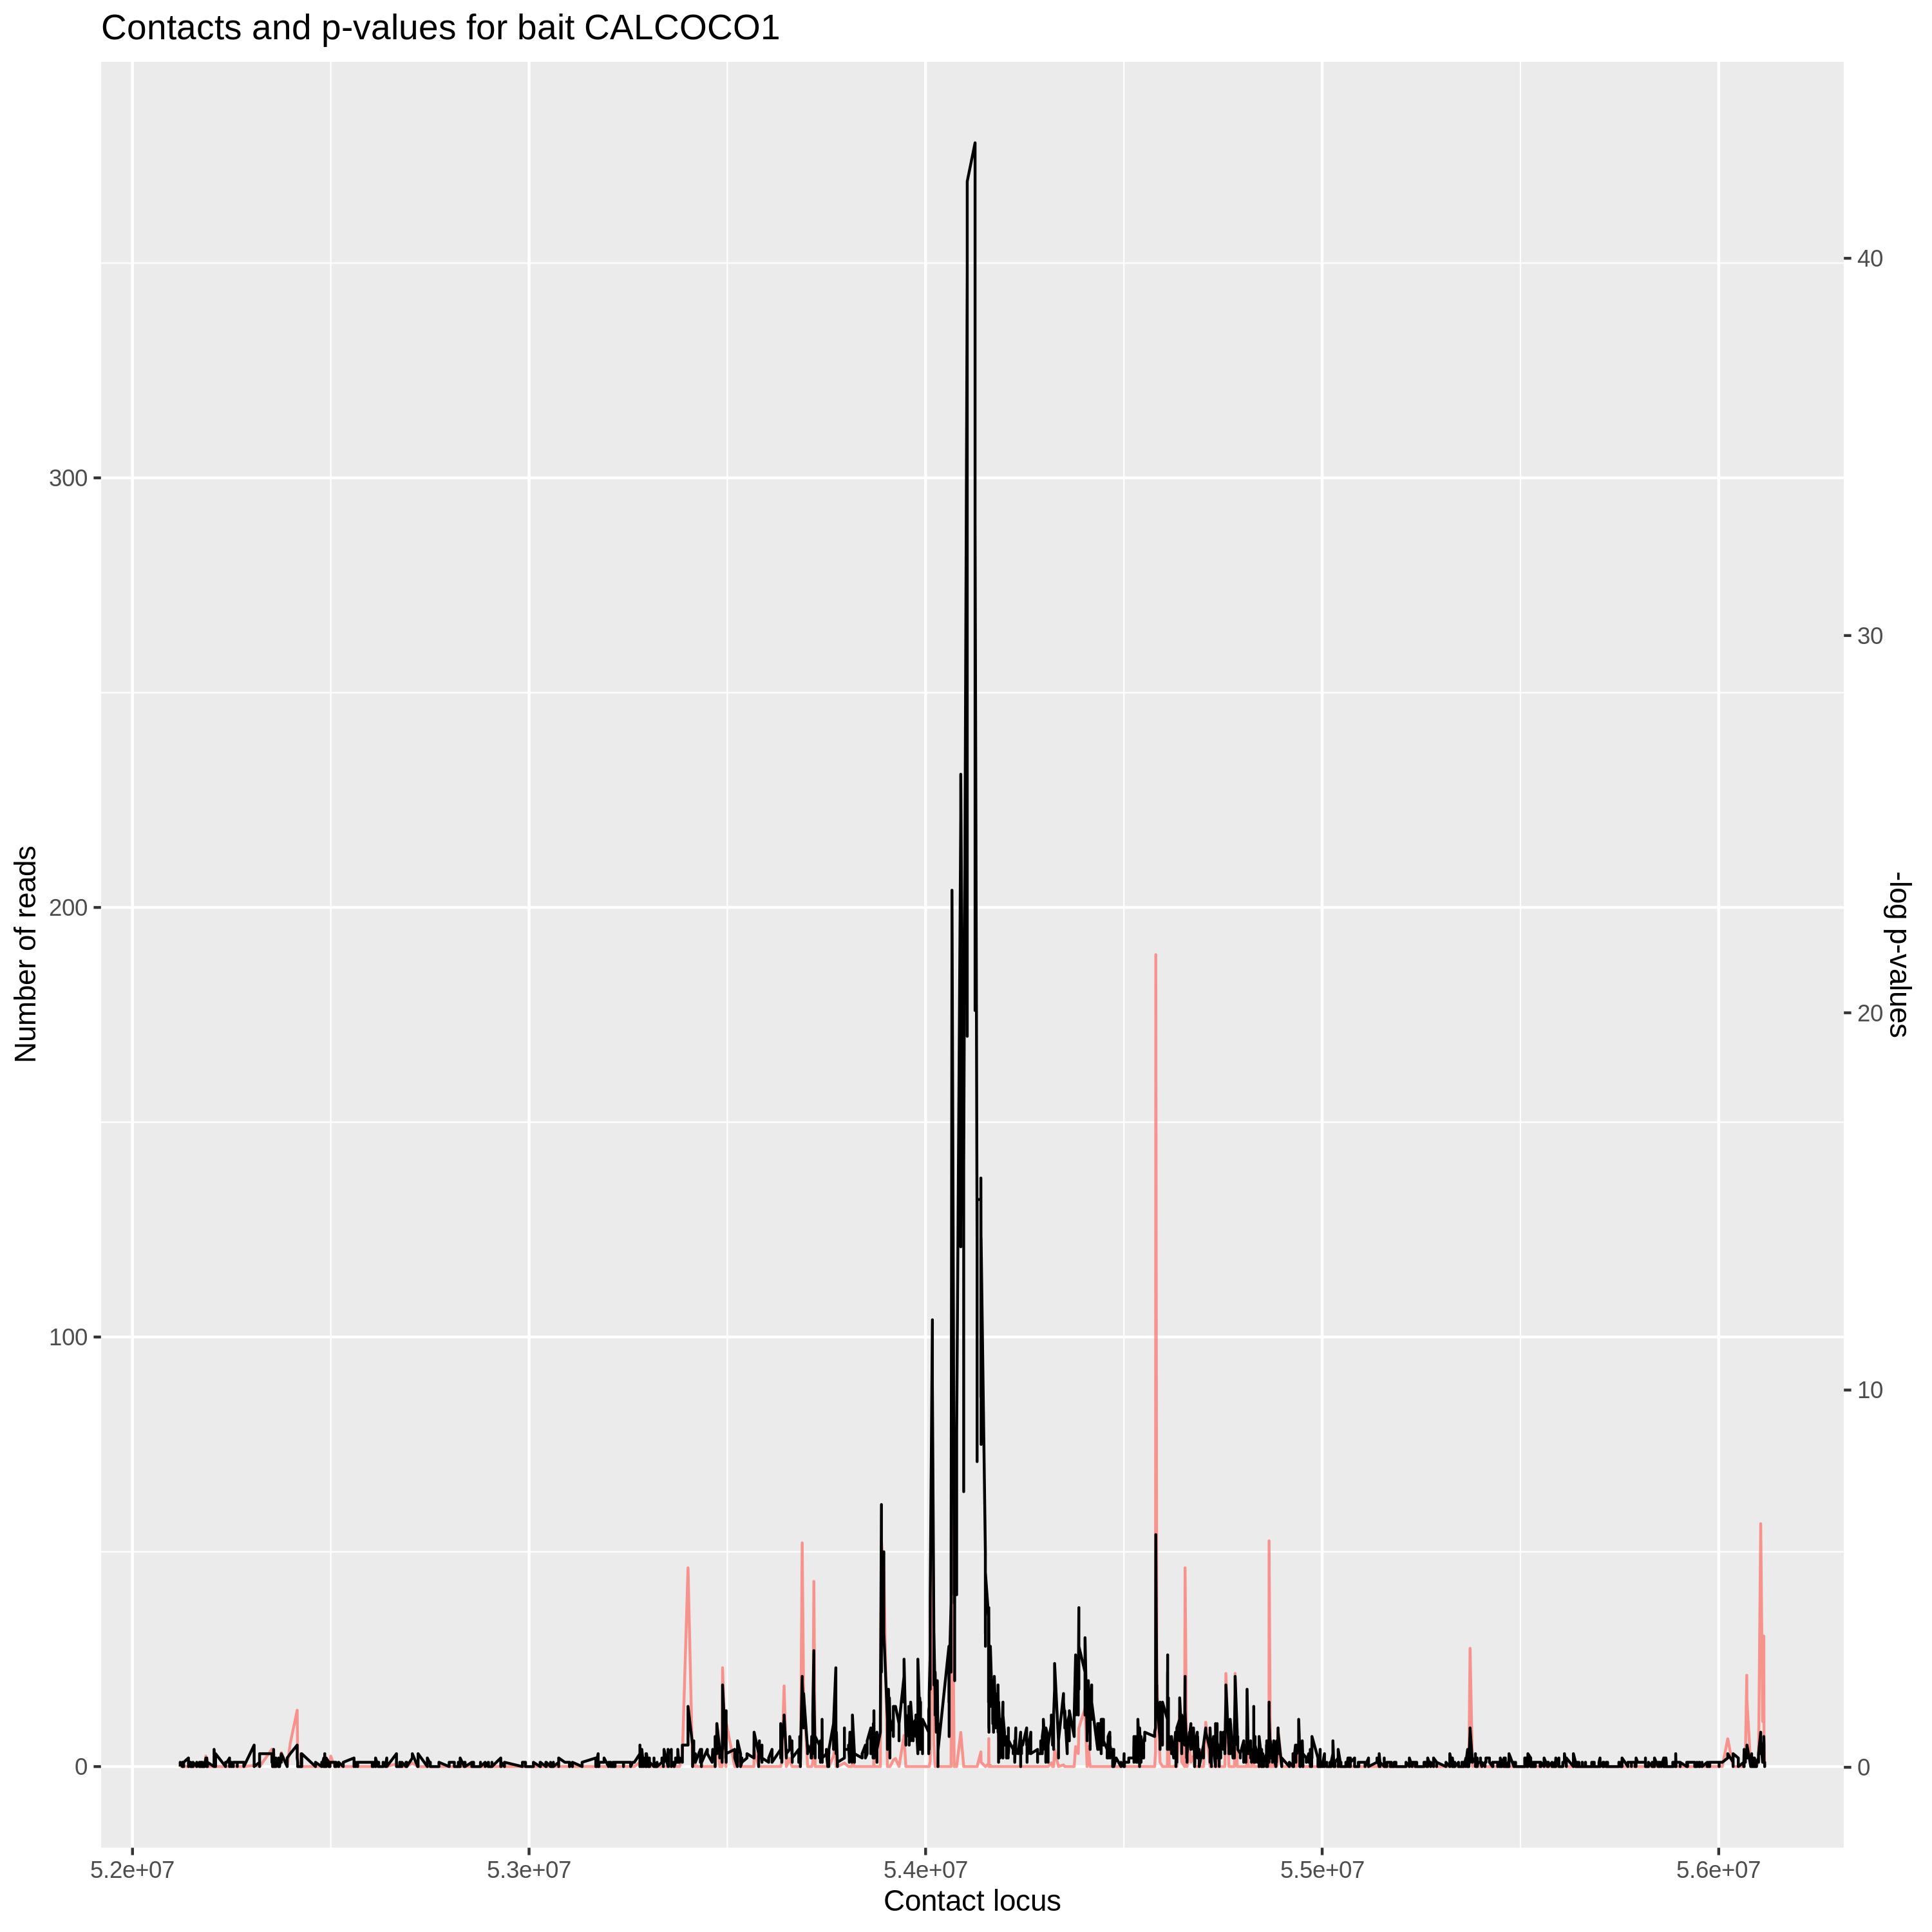 Contacts and p-values for bait CALCOCO1
Number of reads
300
200
100
0
40
30
20
10
0
-log p-values
5.2e+07
5.3e+07
5.4e+07
5.5e+07
5.6e+07
Contact locus